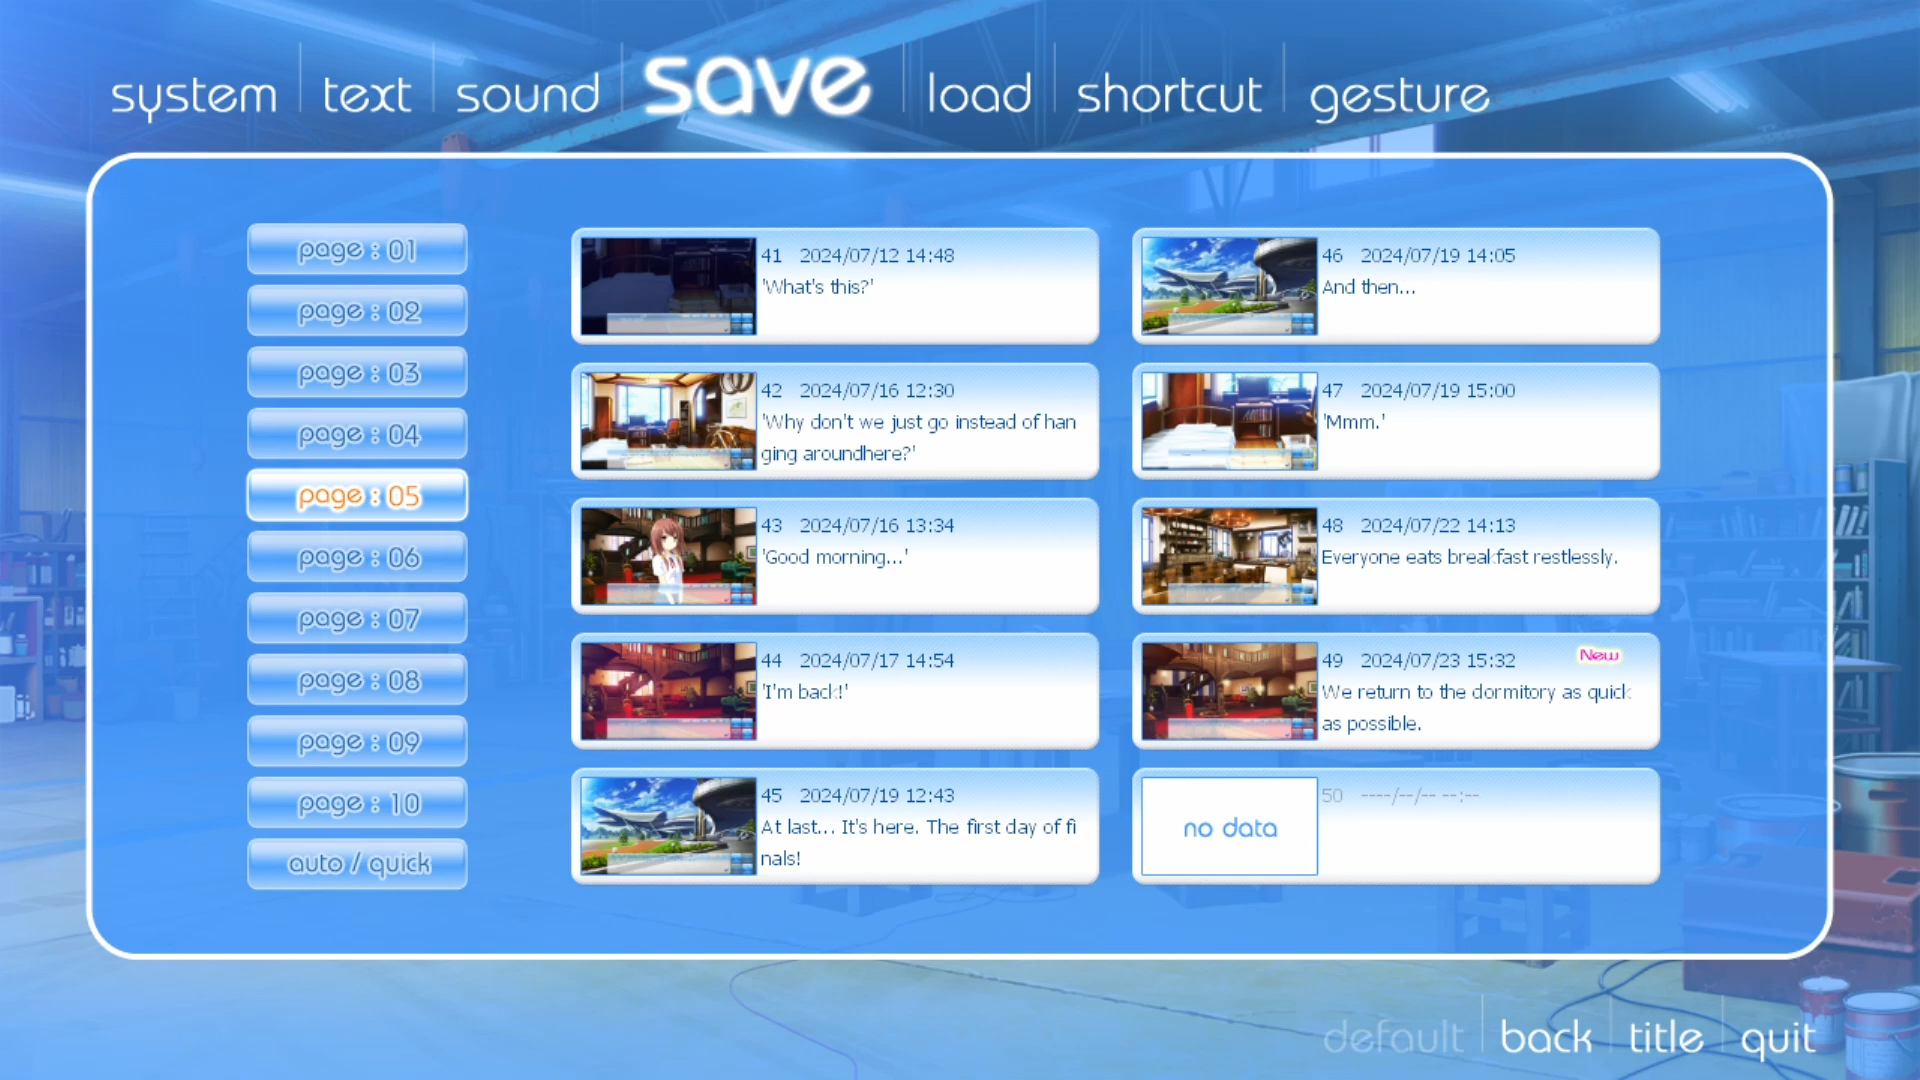 system
text
sound
save
load
shortcut
gesture
page : 01
page : 02
page : 03
page : 04
page : 05
page : 06
page : 07
page : 08
page : 09
page : 10
auto / quick
41 2024/07/12 14:48
'What's this?'
42 2024/07/16 12:30
'Why don't we just go instead of han
ging aroundhere?'
43 2024/07/16 13:34
'Good morning...'
44 2024/07/17 14:54
'I'm back!'
45 2024/07/19 12:43
At last... It's here. The first day of fi
nals!
46 2024/07/19 14:05
And then...
47 2024/07/19 15:00
'Mmm.'
48 2024/07/22 14:13
Everyone eats breakfast restlessly.
49 2024/07/23 15:32
New
We return to the dormitory as quick
as possible.
50 ----/--/-- --:--
no data
default
back
title
quit